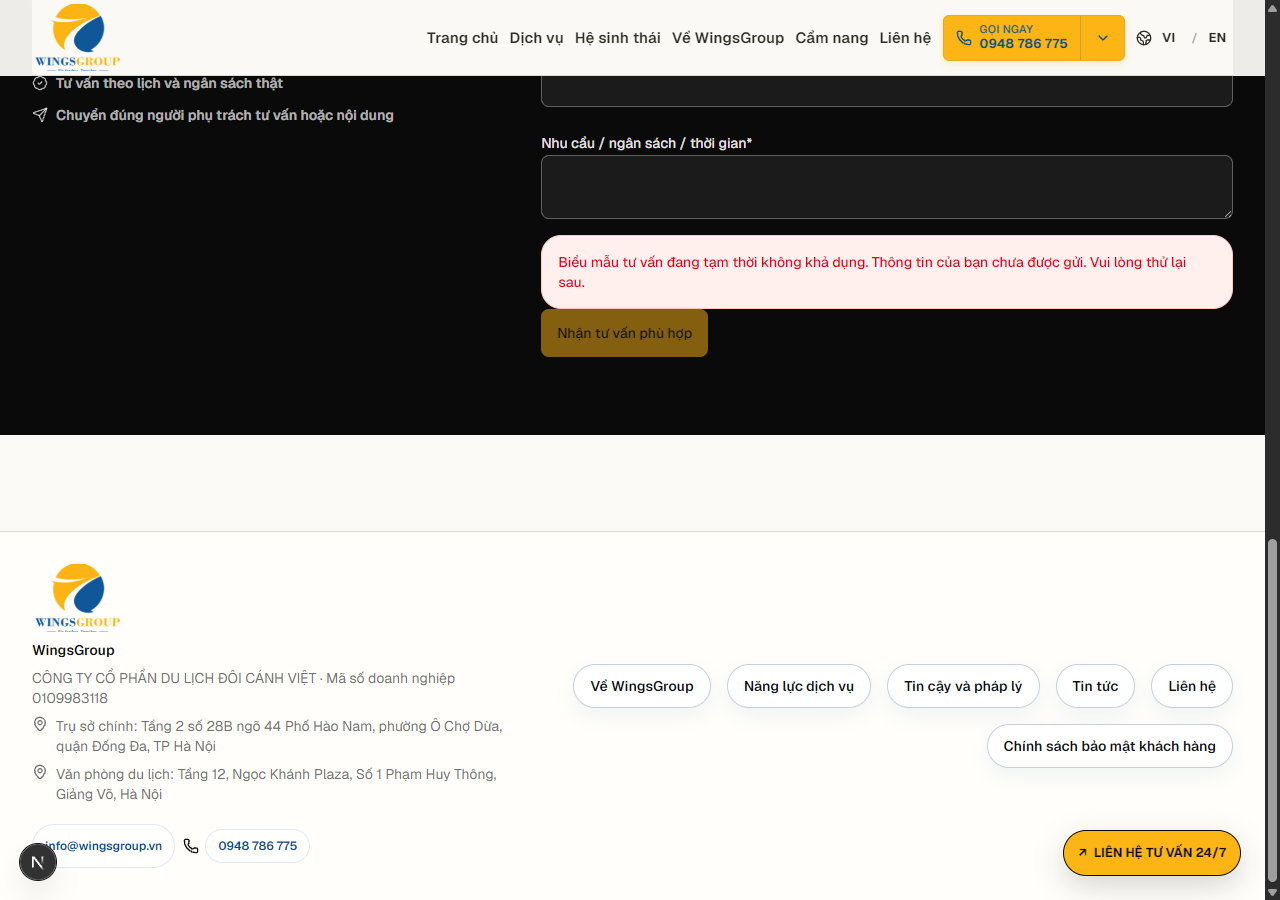 WINGSGROUP
Trang chủ
Dịch vụ
Hệ sinh thái
Về WingsGroup
Cẩm nang
Liên hệ
GỌI NGAY
0948 786 775
VI / EN
Tư vấn theo lịch và ngân sách thật
Chuyển đúng người phụ trách tư vấn hoặc nội dung
Nhu cầu / ngân sách / thời gian*
Biểu mẫu tư vấn đang tạm thời không khả dụng. Thông tin của bạn chưa được gửi. Vui lòng thử lại
sau.
Nhận tư vấn phù hợp
WINGSGROUP
WingsGroup
CÔNG TY CỔ PHẦN DU LỊCH ĐÔI CÁNH VIỆT · Mã số doanh nghiệp
0109983118
Trụ sở chính: Tầng 2 số 28B ngõ 44 Phố Hào Nam, phường Ô Chợ Dừa,
quận Đống Đa, TP Hà Nội
Văn phòng du lịch: Tầng 12, Ngọc Khánh Plaza, Số 1 Phạm Huy Thông,
Giảng Võ, Hà Nội
info@wingsgroup.vn
0948 786 775
Về WingsGroup
Năng lực dịch vụ
Tin cậy và pháp lý
Tin tức
Liên hệ
Chính sách bảo mật khách hàng
N
LIÊN HỆ TƯ VẤN 24/7